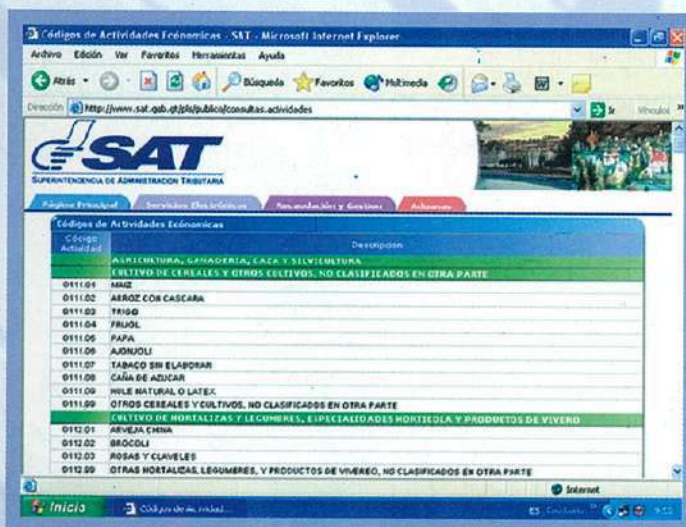 Códigos de Actividades Económicas - SAT - Microsoft Internet Explorer
Archivo Edición Ver Favoritos Herramientas Ayuda
Atrás Búsqueda Favoritos Multimedia
Dirección http://www.sat.gob.gt/pls/publico/consultas.actividades Ir Vínculos
SAT
SUPERINTENDENCIA DE ADMINISTRACION TRIBUTARIA
Página Principal Servicios Electrónicos Recaudación y Gestion Aduanas
Códigos de Actividades Económicas
Código Actividad Descripcion
AGRICULTURA, GANADERIA, CAZA Y SILVICULTURA
CULTIVO DE CEREALES Y OTROS CULTIVOS, NO CLASIFICADOS EN OTRA PARTE
0111.01 MAIZ
0111.02 ARROZ CON CASCARA
0111.03 TRIGO
0111.04 FRIJOL
0111.05 PAPA
0111.06 AJONJOLI
0111.07 TABACO SIN ELABORAR
0111.08 CAÑA DE AZUCAR
0111.09 HULE NATURAL O LATEX
0111.99 OTROS CEREALES Y CULTIVOS, NO CLASIFICADOS EN OTRA PARTE
CULTIVO DE HORTALIZAS Y LEGUMBRES, ESPECIALIDADES HORTICOLA Y PRODUCTOS DE VIVERO
0112.01 ARVEJA CHINA
0112.02 BROCOLI
0112.03 ROSAS Y CLAVELES
0112.99 OTRAS HORTALIZAS, LEGUMBRES, Y PRODUCTOS DE VIVEREO, NO CLASIFICADOS EN OTRA PARTE
Internet
Inicio Códigos de Activid... ES